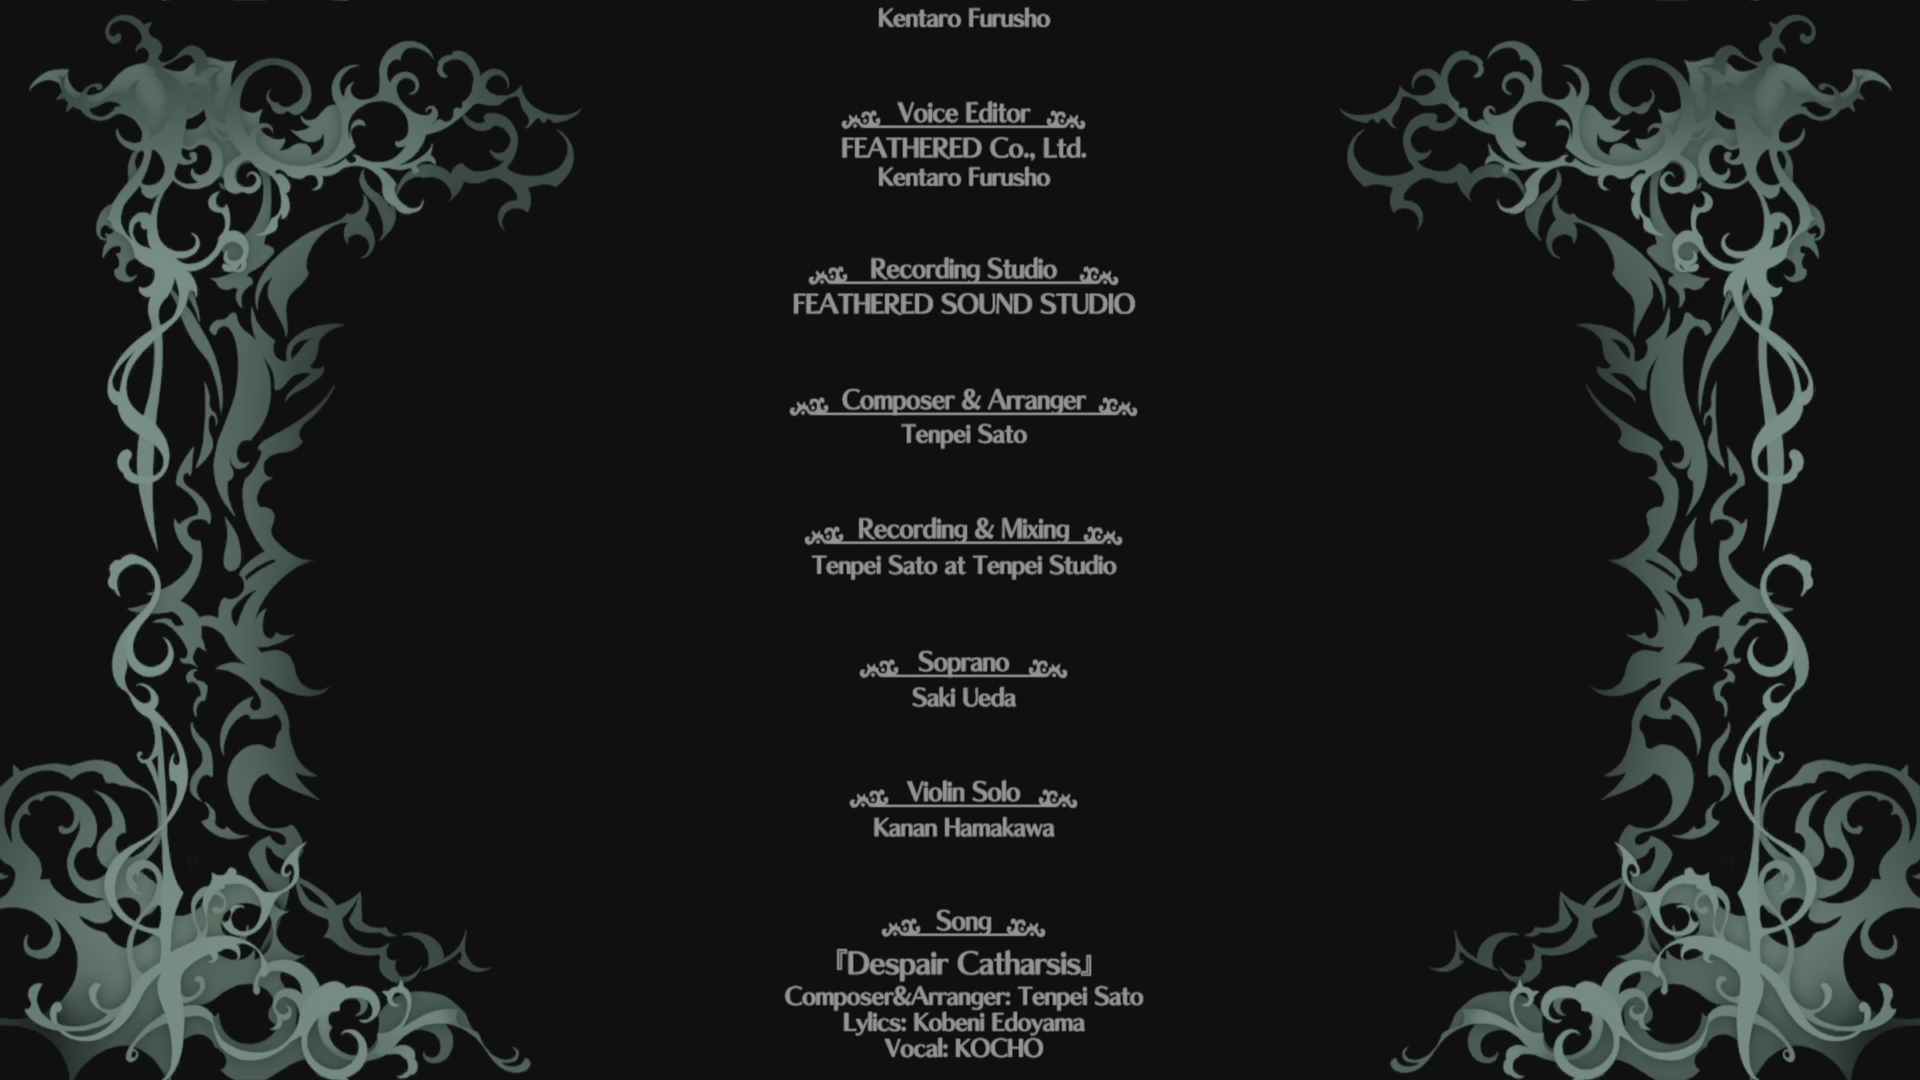 Kentaro Furusho
Voice Editor
FEATHERED Co., Ltd.
Kentaro Furusho
Recording Studio
FEATHERED SOUND STUDIO
Composer & Arranger
Tenpei Sato
Recording & Mixing
Tenpei Sato at Tenpei Studio
Soprano
Saki Ueda
Violin Solo
Kanan Hamakawa
Song
『Despair Catharsis』
Composer&Arranger: Tenpei Sato
Lylics: Kobeni Edoyama
Vocal: KOCHO